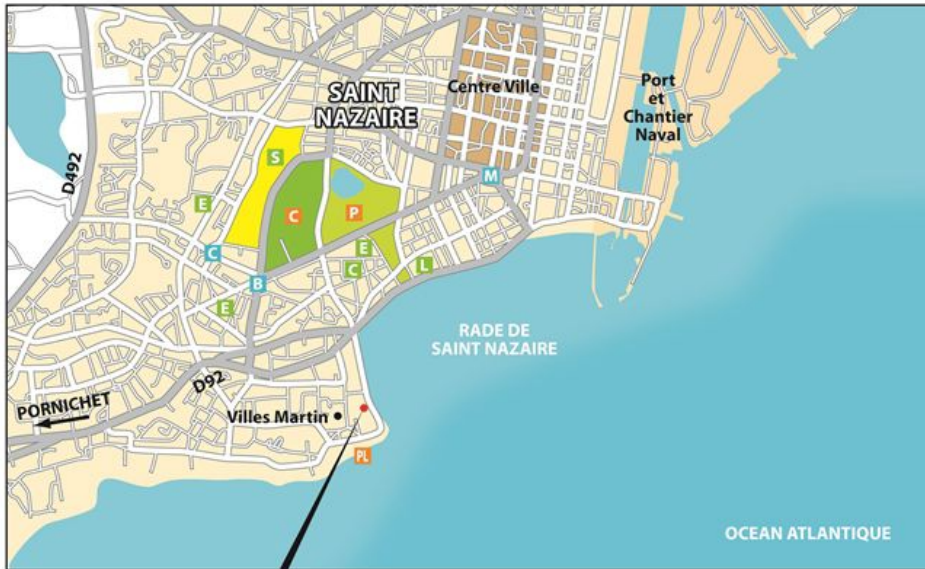 SAINT
NAZAIRE
Centre Ville
Port
et
Chantier
Naval
D492
S
M
E
C
P
C
E
L
C
B
E
RADE DE
SAINT NAZAIRE
D92
PORNICHET
Villes Martin
PL
OCEAN ATLANTIQUE